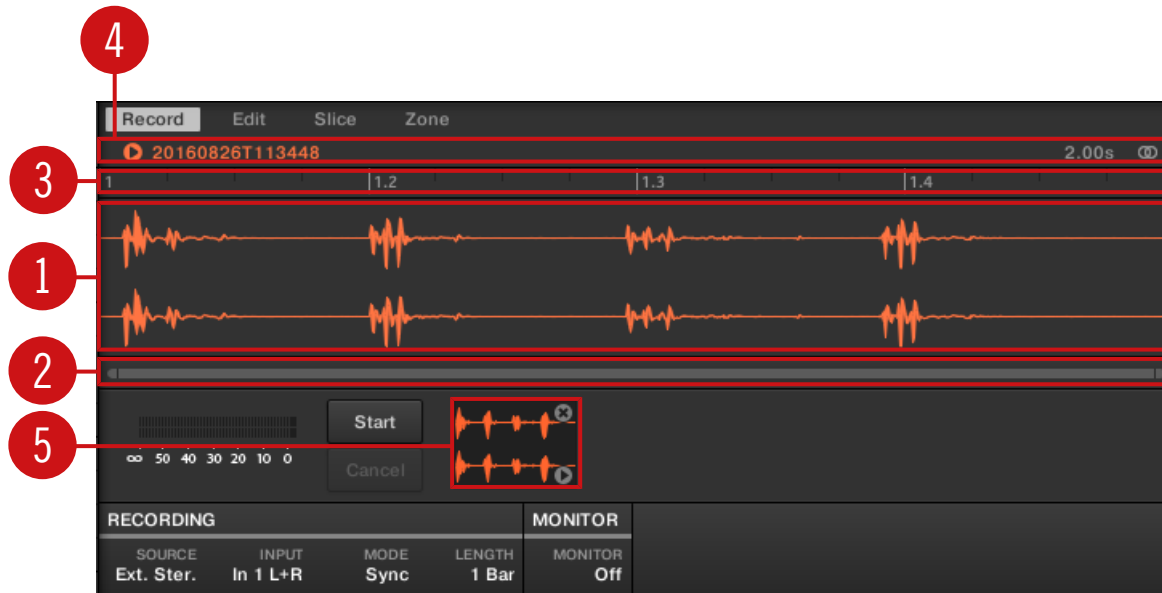 4
Record Edit Slice Zone
20160826T113448 2.00s
3
1 1.2 1.3 1.4
1
2
5
Start
Cancel
∞ 50 40 30 20 10 0
RECORDING MONITOR
SOURCE INPUT MODE LENGTH MONITOR
Ext. Ster. In 1 L+R Sync 1 Bar Off